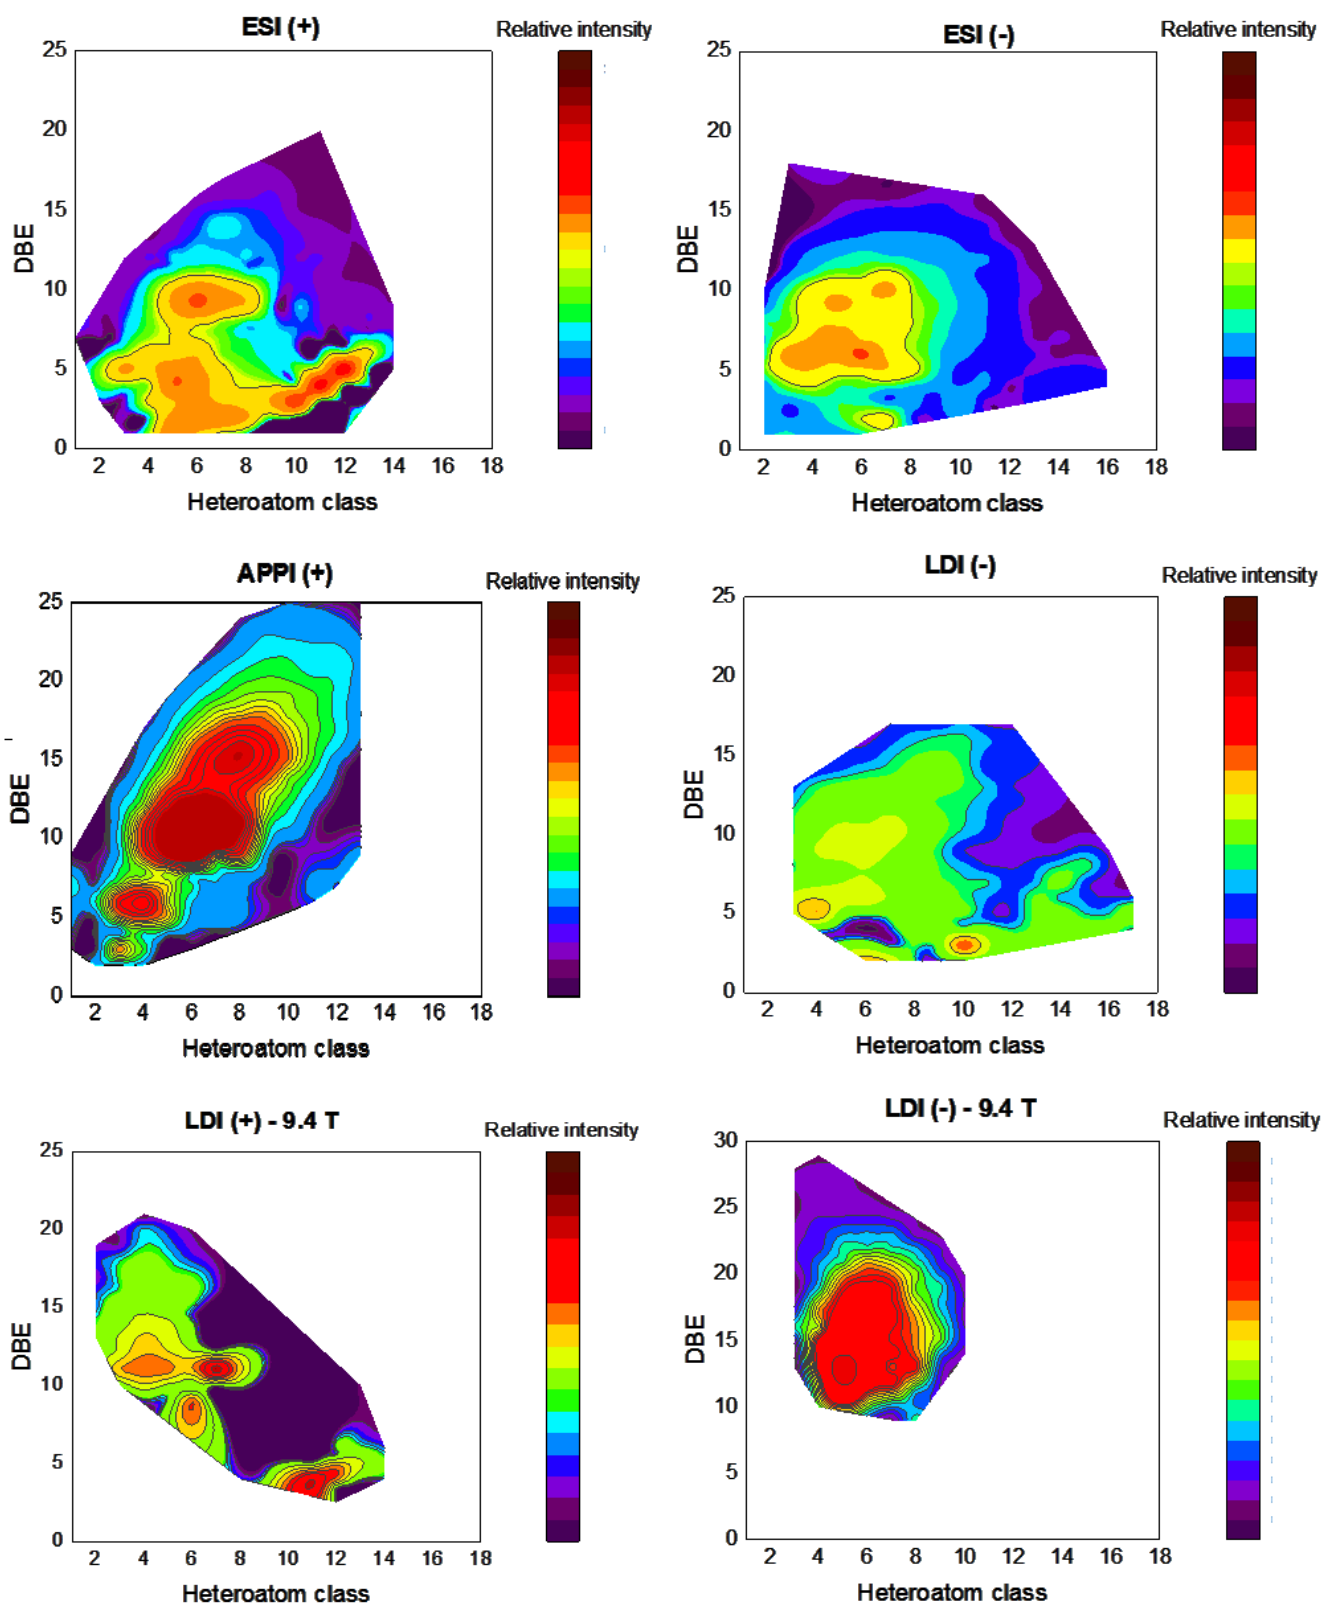 ESI (+)
Relative intensity
25
20
15
10
5
0
DBE
2 4 6 8 10 12 14 16 18
Heteroatom class
ESI (-)
Relative intensity
25
20
15
10
5
0
DBE
2 4 6 8 10 12 14 16 18
Heteroatom class
APPI (+)
Relative intensity
25
20
15
10
5
0
DBE
2 4 6 8 10 12 14 16 18
Heteroatom class
LDI (-)
Relative intensity
25
20
15
10
5
0
DBE
2 4 6 8 10 12 14 16 18
Heteroatom class
LDI (+) - 9.4 T
Relative intensity
25
20
15
10
5
0
DBE
2 4 6 8 10 12 14 16 18
Heteroatom class
LDI (-) - 9.4 T
Relative intensity
30
25
20
15
10
5
0
DBE
2 4 6 8 10 12 14 16 18
Heteroatom class